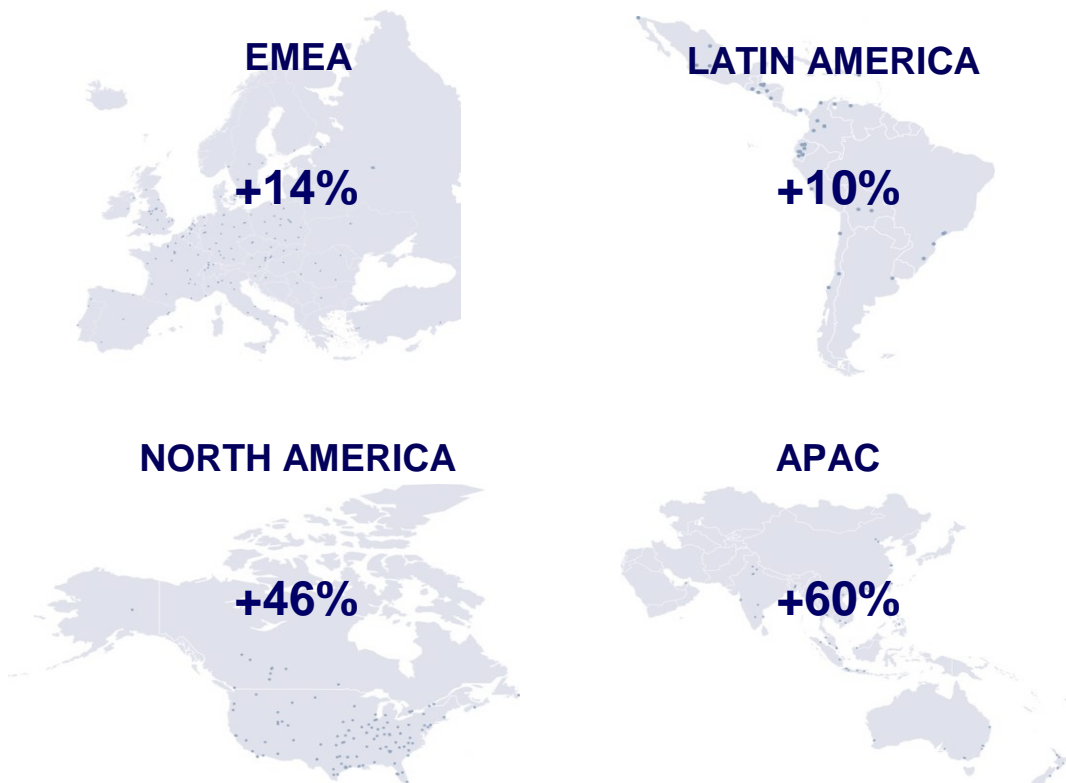 EMEA
+14%
LATIN AMERICA
+10%
NORTH AMERICA
+46%
APAC
+60%